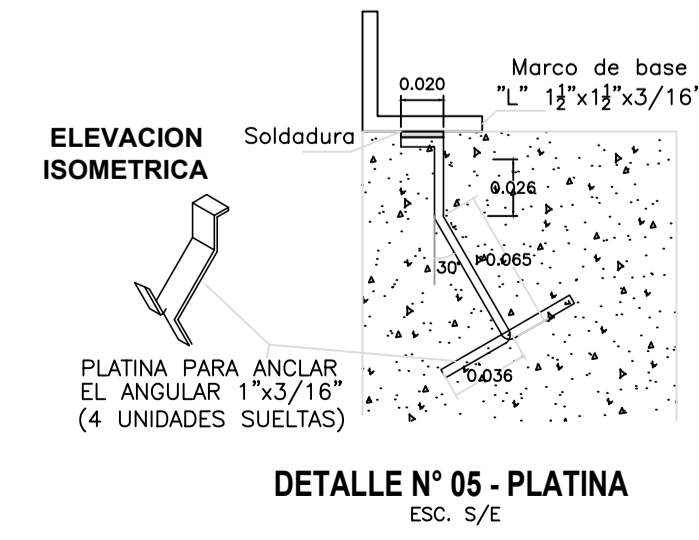 Marco de base
"L" 1½"x1½"x3/16"
0.020
Soldadura
ELEVACION
ISOMETRICA
0.026
30°
0.065
0.036
PLATINA PARA ANCLAR
EL ANGULAR 1"x3/16"
(4 UNIDADES SUELTAS)
DETALLE N° 05 - PLATINA
ESC. S/E